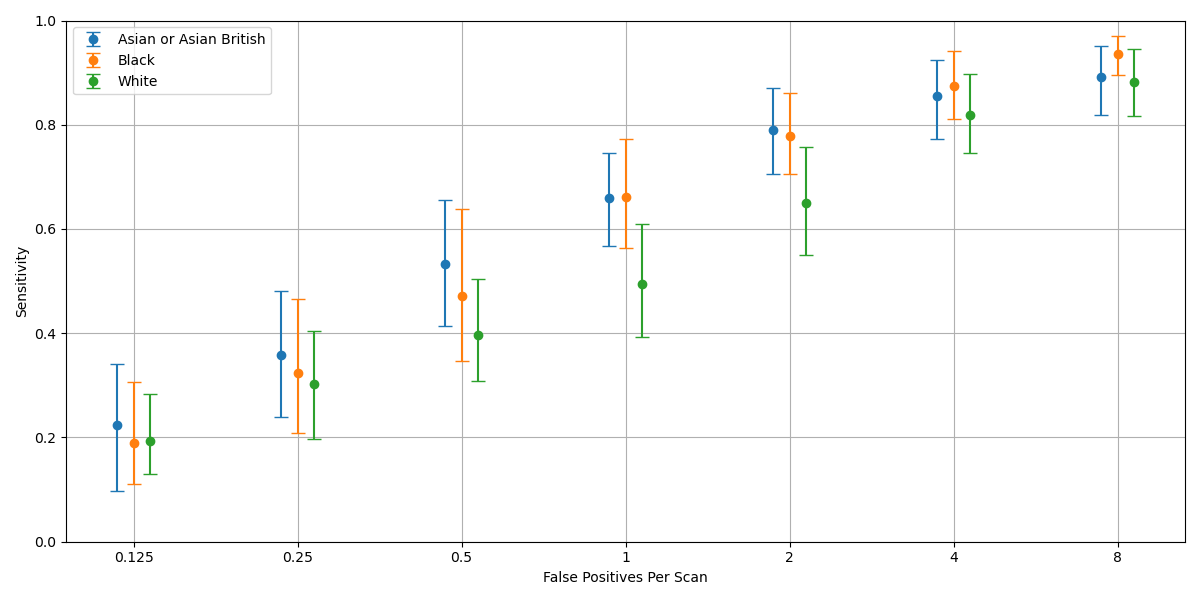 1.0
0.8
0.6
0.4
0.2
0.0
Sensitivity
Asian or Asian British
Black
White
0.125 0.25 0.5 1 2 4 8
False Positives Per Scan